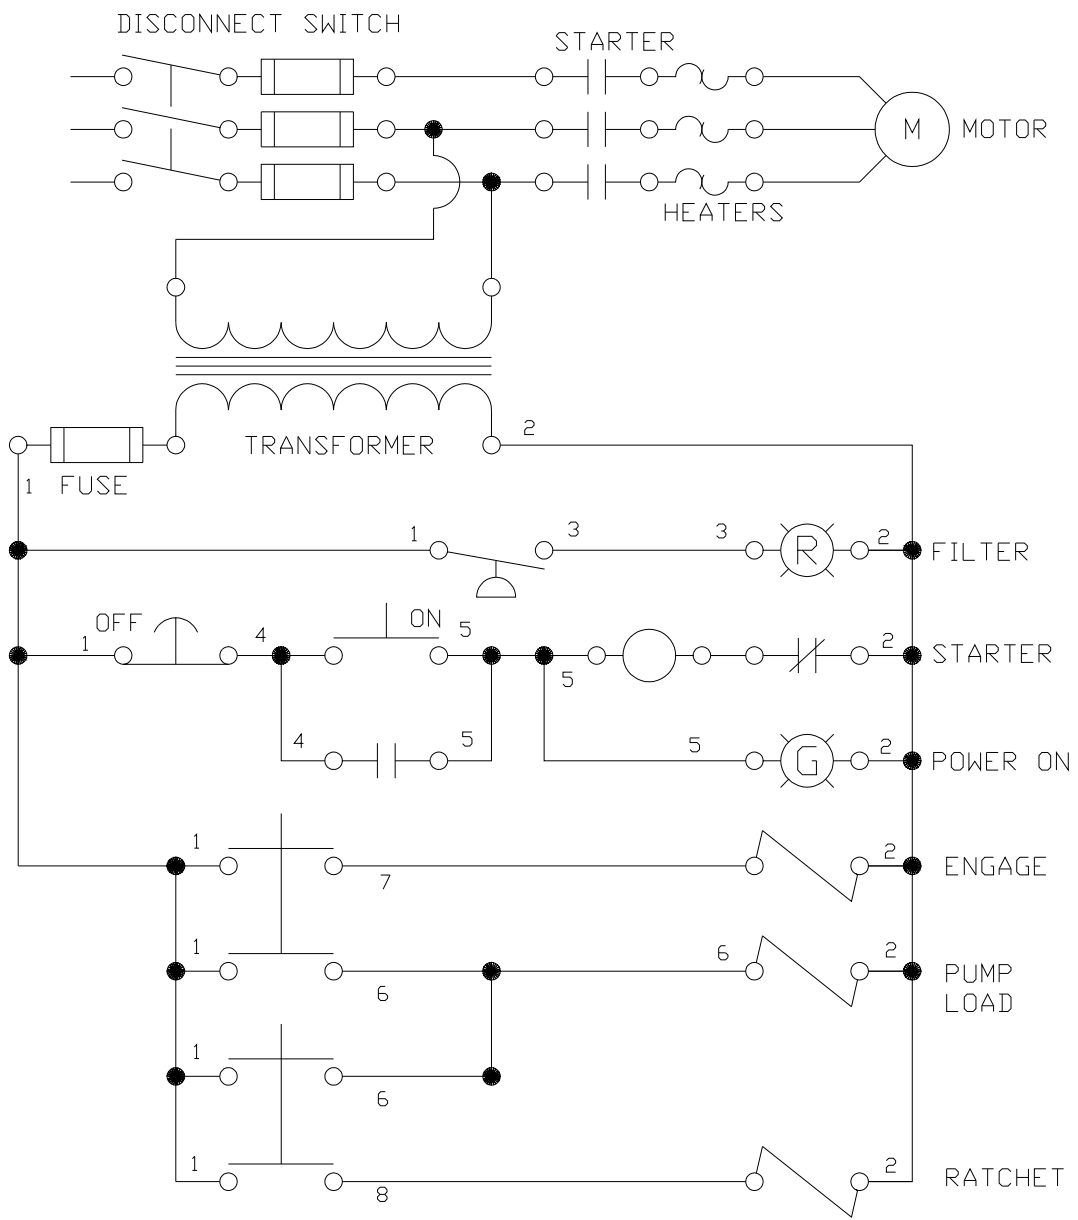 DISCONNECT SWITCH
STARTER
M MOTOR
HEATERS
TRANSFORMER
2
1 FUSE
1 3 3 R 2 FILTER
OFF 1 4 ON 5 5 2 STARTER
4 5 5 G 2 POWER ON
1 7 2 ENGAGE
1 6 6 2 PUMP
LOAD
1 6
1 8 2 RATCHET